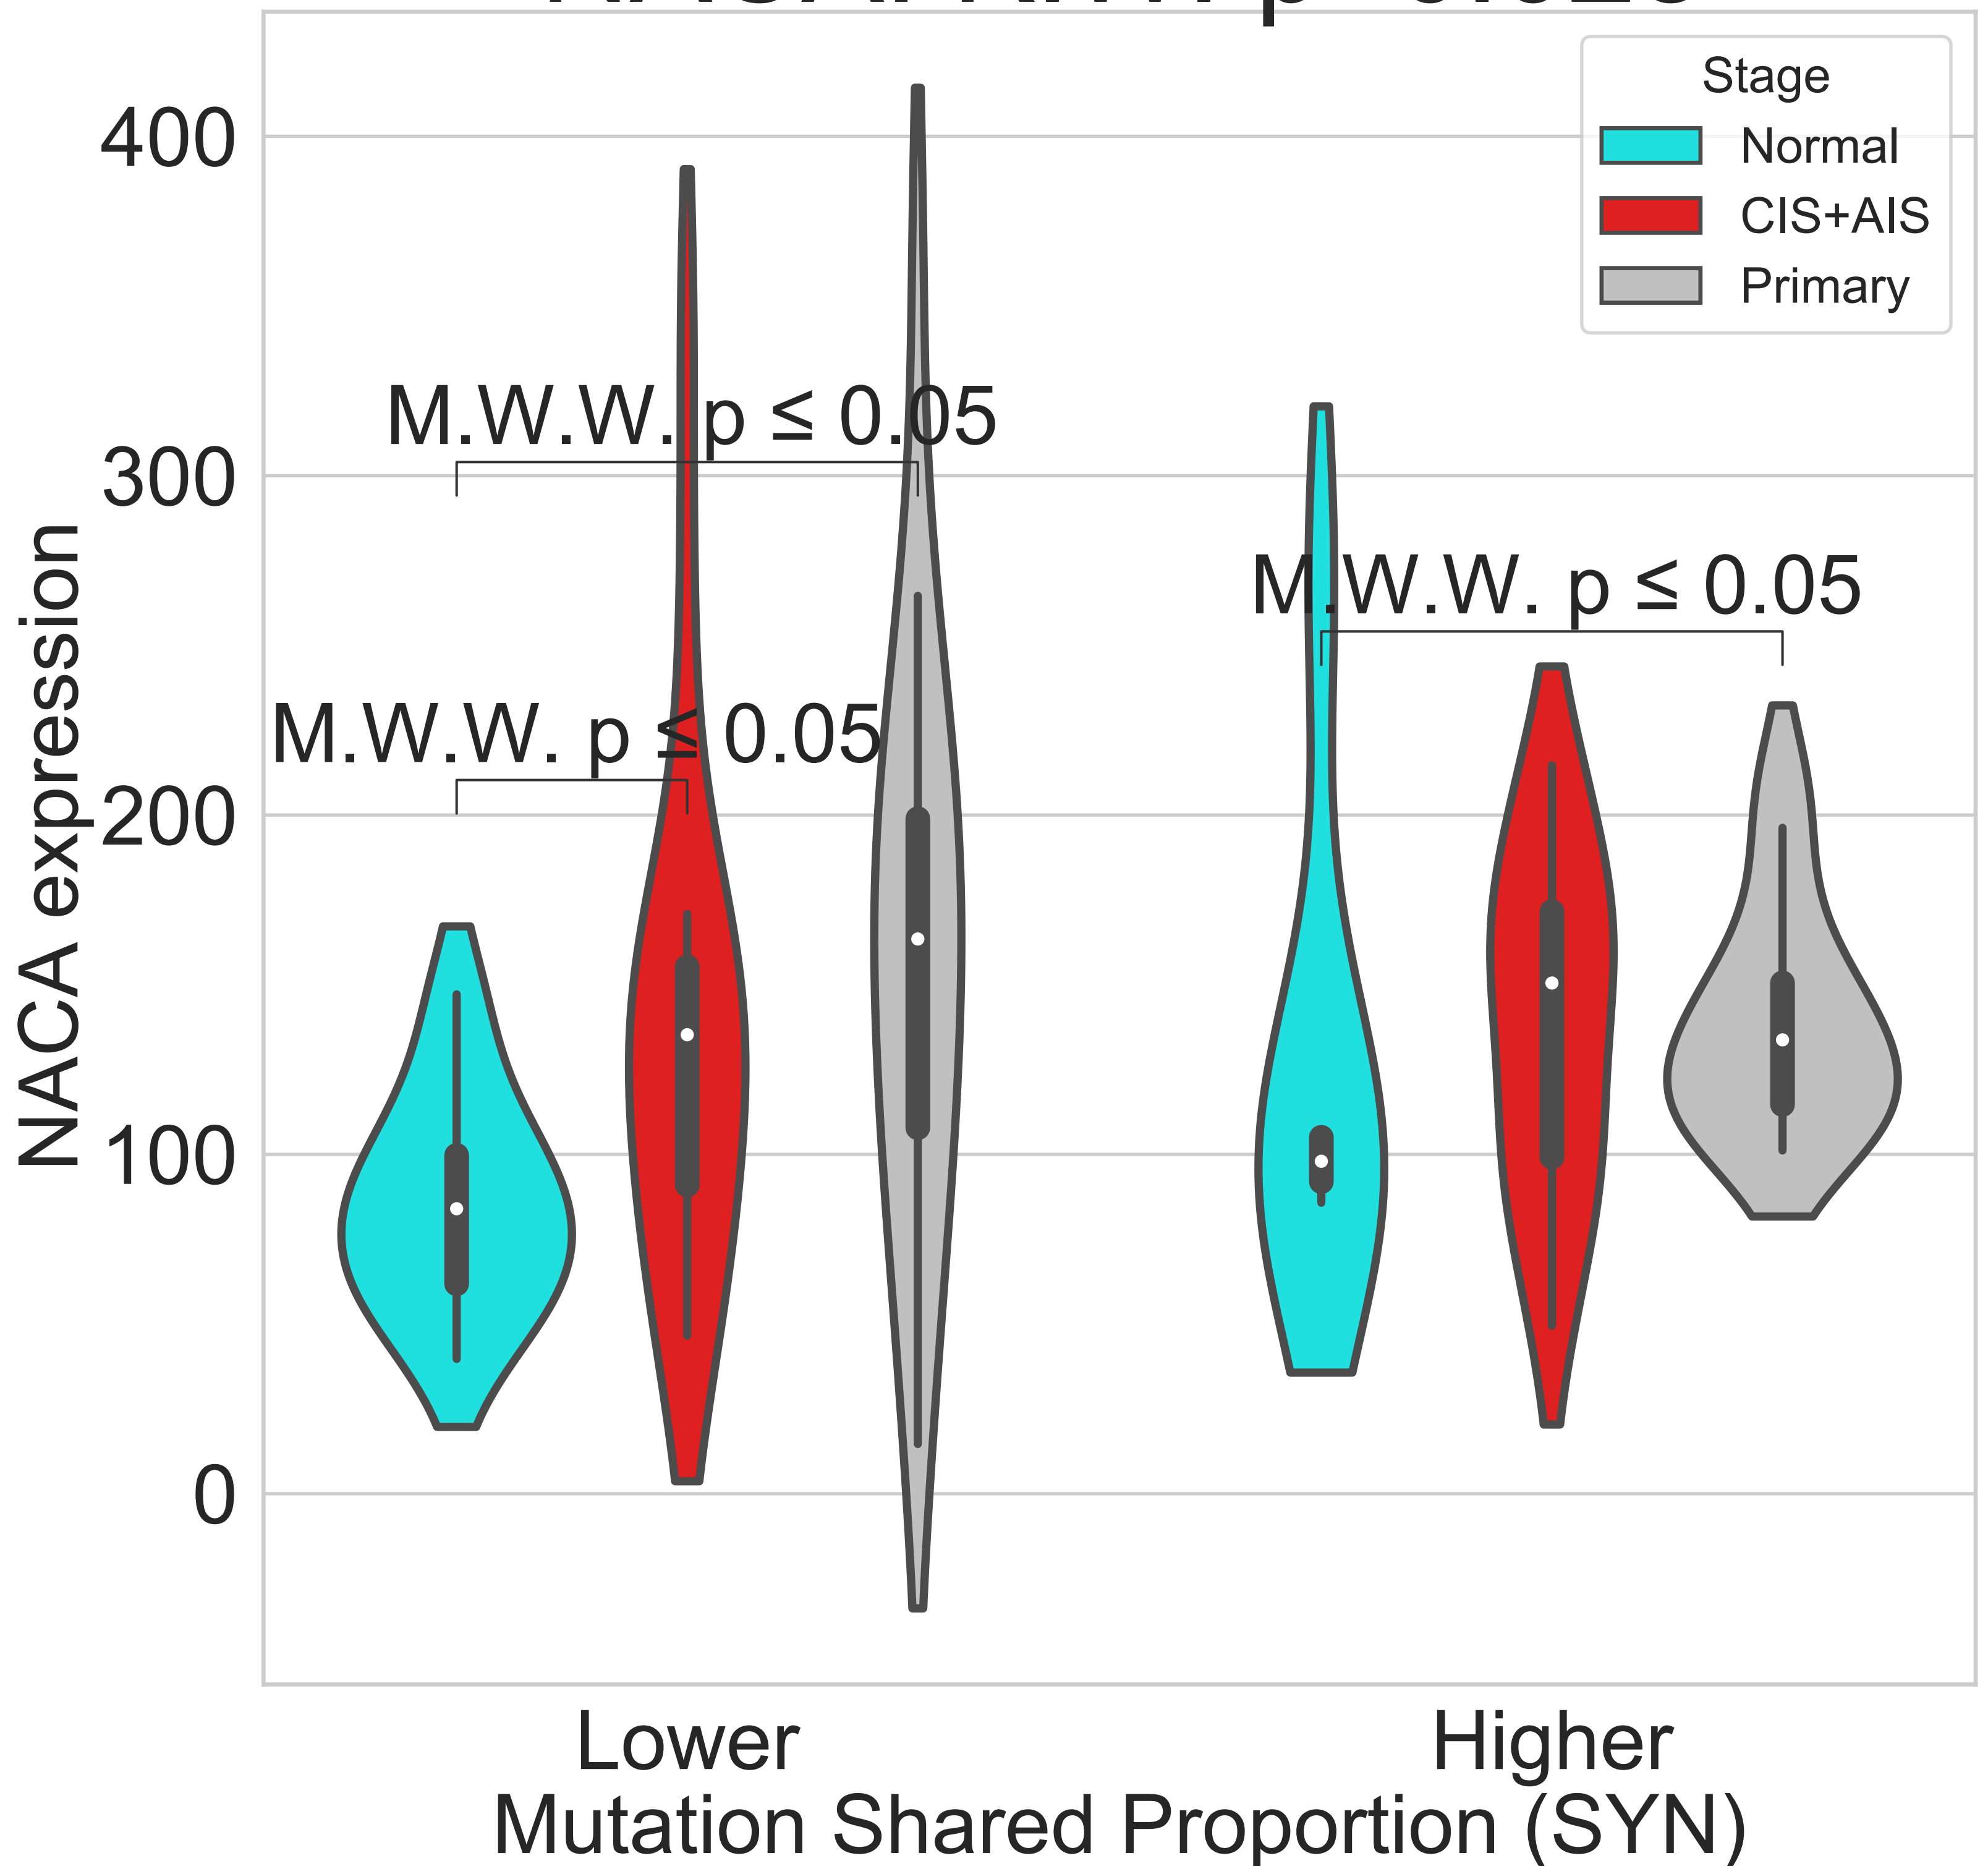 Stage
Normal
CIS+AIS
Primary
400
300
200
100
0
NACA expression
M.W.W. p ≤ 0.05
M.W.W. p ≤ 0.05
M.W.W. p ≤ 0.05
Lower
Higher
Mutation Shared Proportion (SYN)